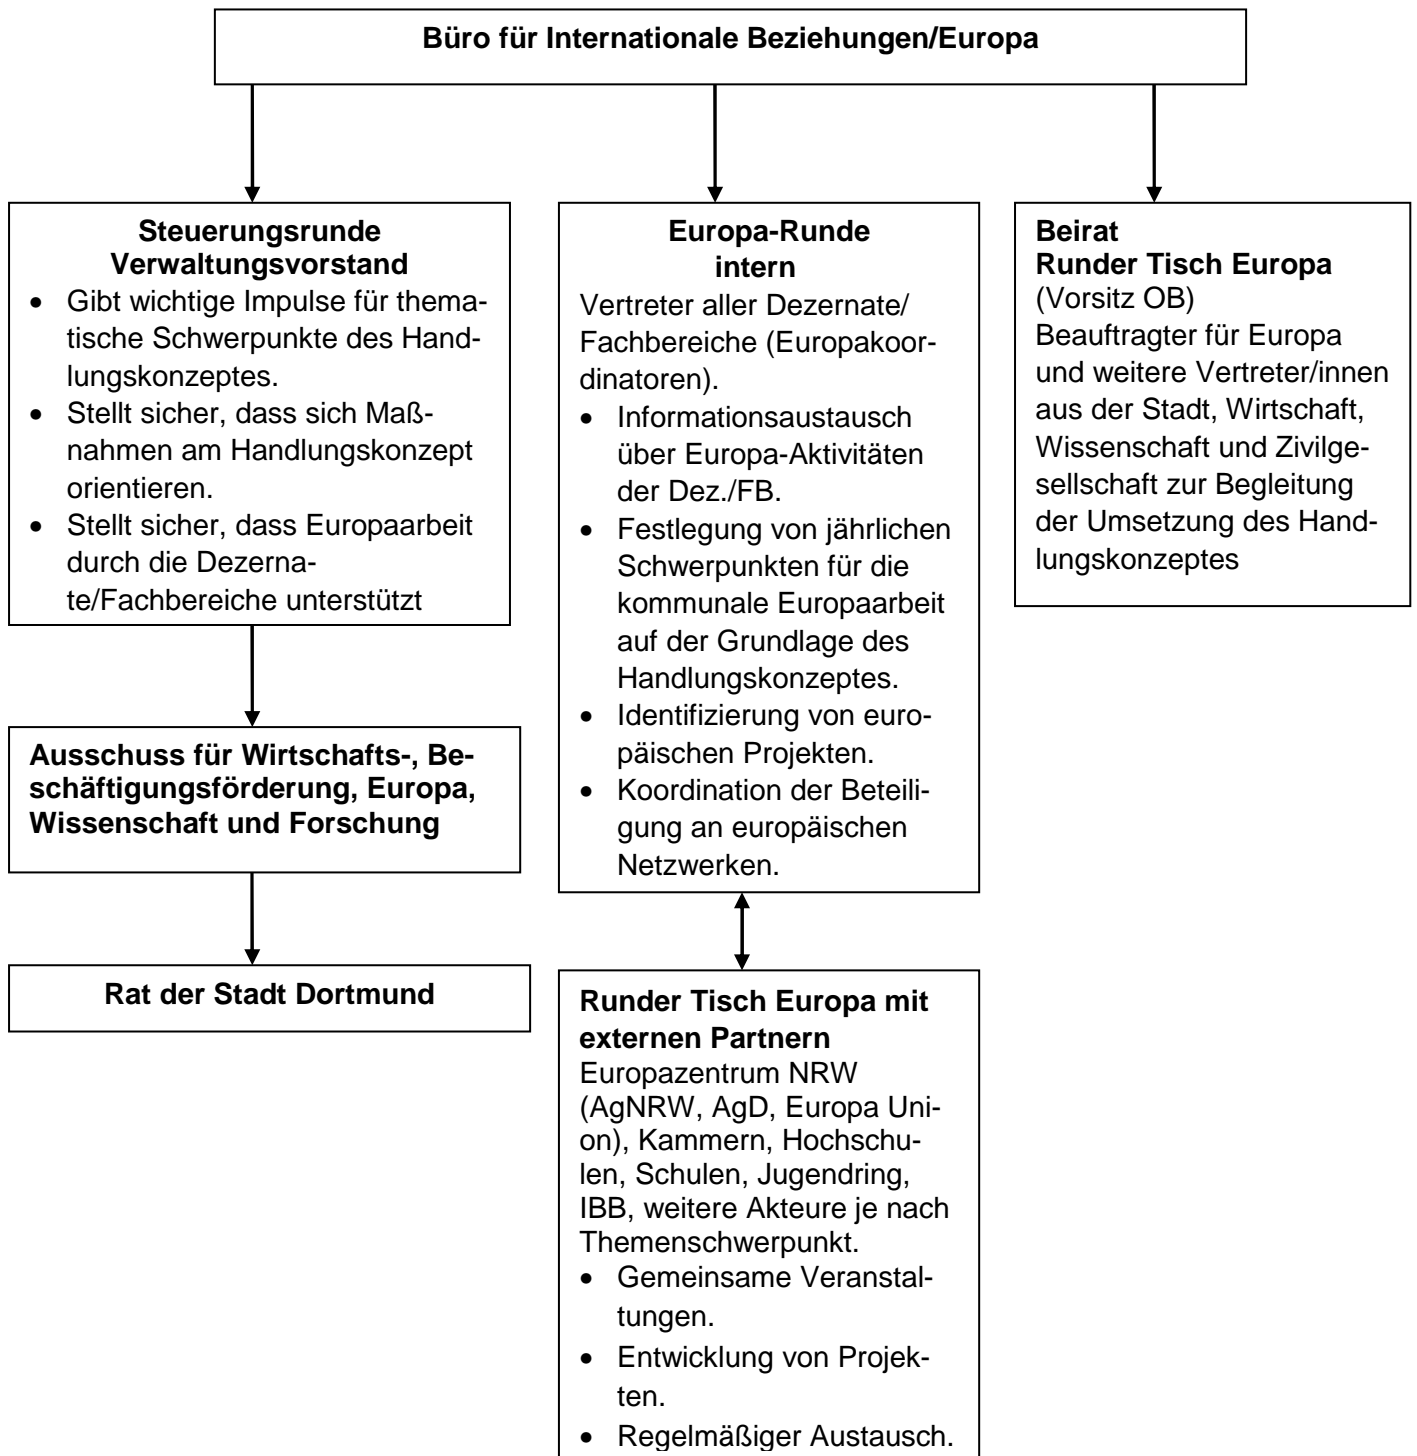 Büro für Internationale Beziehungen/Europa
Steuerungsrunde
Verwaltungsvorstand
• Gibt wichtige Impulse für thema-
tische Schwerpunkte des Hand-
lungskonzeptes.
• Stellt sicher, dass sich Maß-
nahmen am Handlungskonzept
orientieren.
• Stellt sicher, dass Europaarbeit
durch die Dezerna-
te/Fachbereiche unterstützt
Ausschuss für Wirtschafts-, Be-
schäftigungsförderung, Europa,
Wissenschaft und Forschung
Rat der Stadt Dortmund
Europa-Runde
intern
Vertreter aller Dezernate/
Fachbereiche (Europakoor-
dinatoren).
• Informationsaustausch
über Europa-Aktivitäten
der Dez./FB.
• Festlegung von jährlichen
Schwerpunkten für die
kommunale Europaarbeit
auf der Grundlage des
Handlungskonzeptes.
• Identifizierung von euro-
päischen Projekten.
• Koordination der Beteili-
gung an europäischen
Netzwerken.
Runder Tisch Europa mit
externen Partnern
Europazentrum NRW
(AgNRW, AgD, Europa Uni-
on), Kammern, Hochschu-
len, Schulen, Jugendring,
IBB, weitere Akteure je nach
Themenschwerpunkt.
• Gemeinsame Veranstal-
tungen.
• Entwicklung von Projek-
ten.
• Regelmäßiger Austausch.
Beirat
Runder Tisch Europa
(Vorsitz OB)
Beauftragter für Europa
und weitere Vertreter/innen
aus der Stadt, Wirtschaft,
Wissenschaft und Zivilge-
sellschaft zur Begleitung
der Umsetzung des Hand-
lungskonzeptes